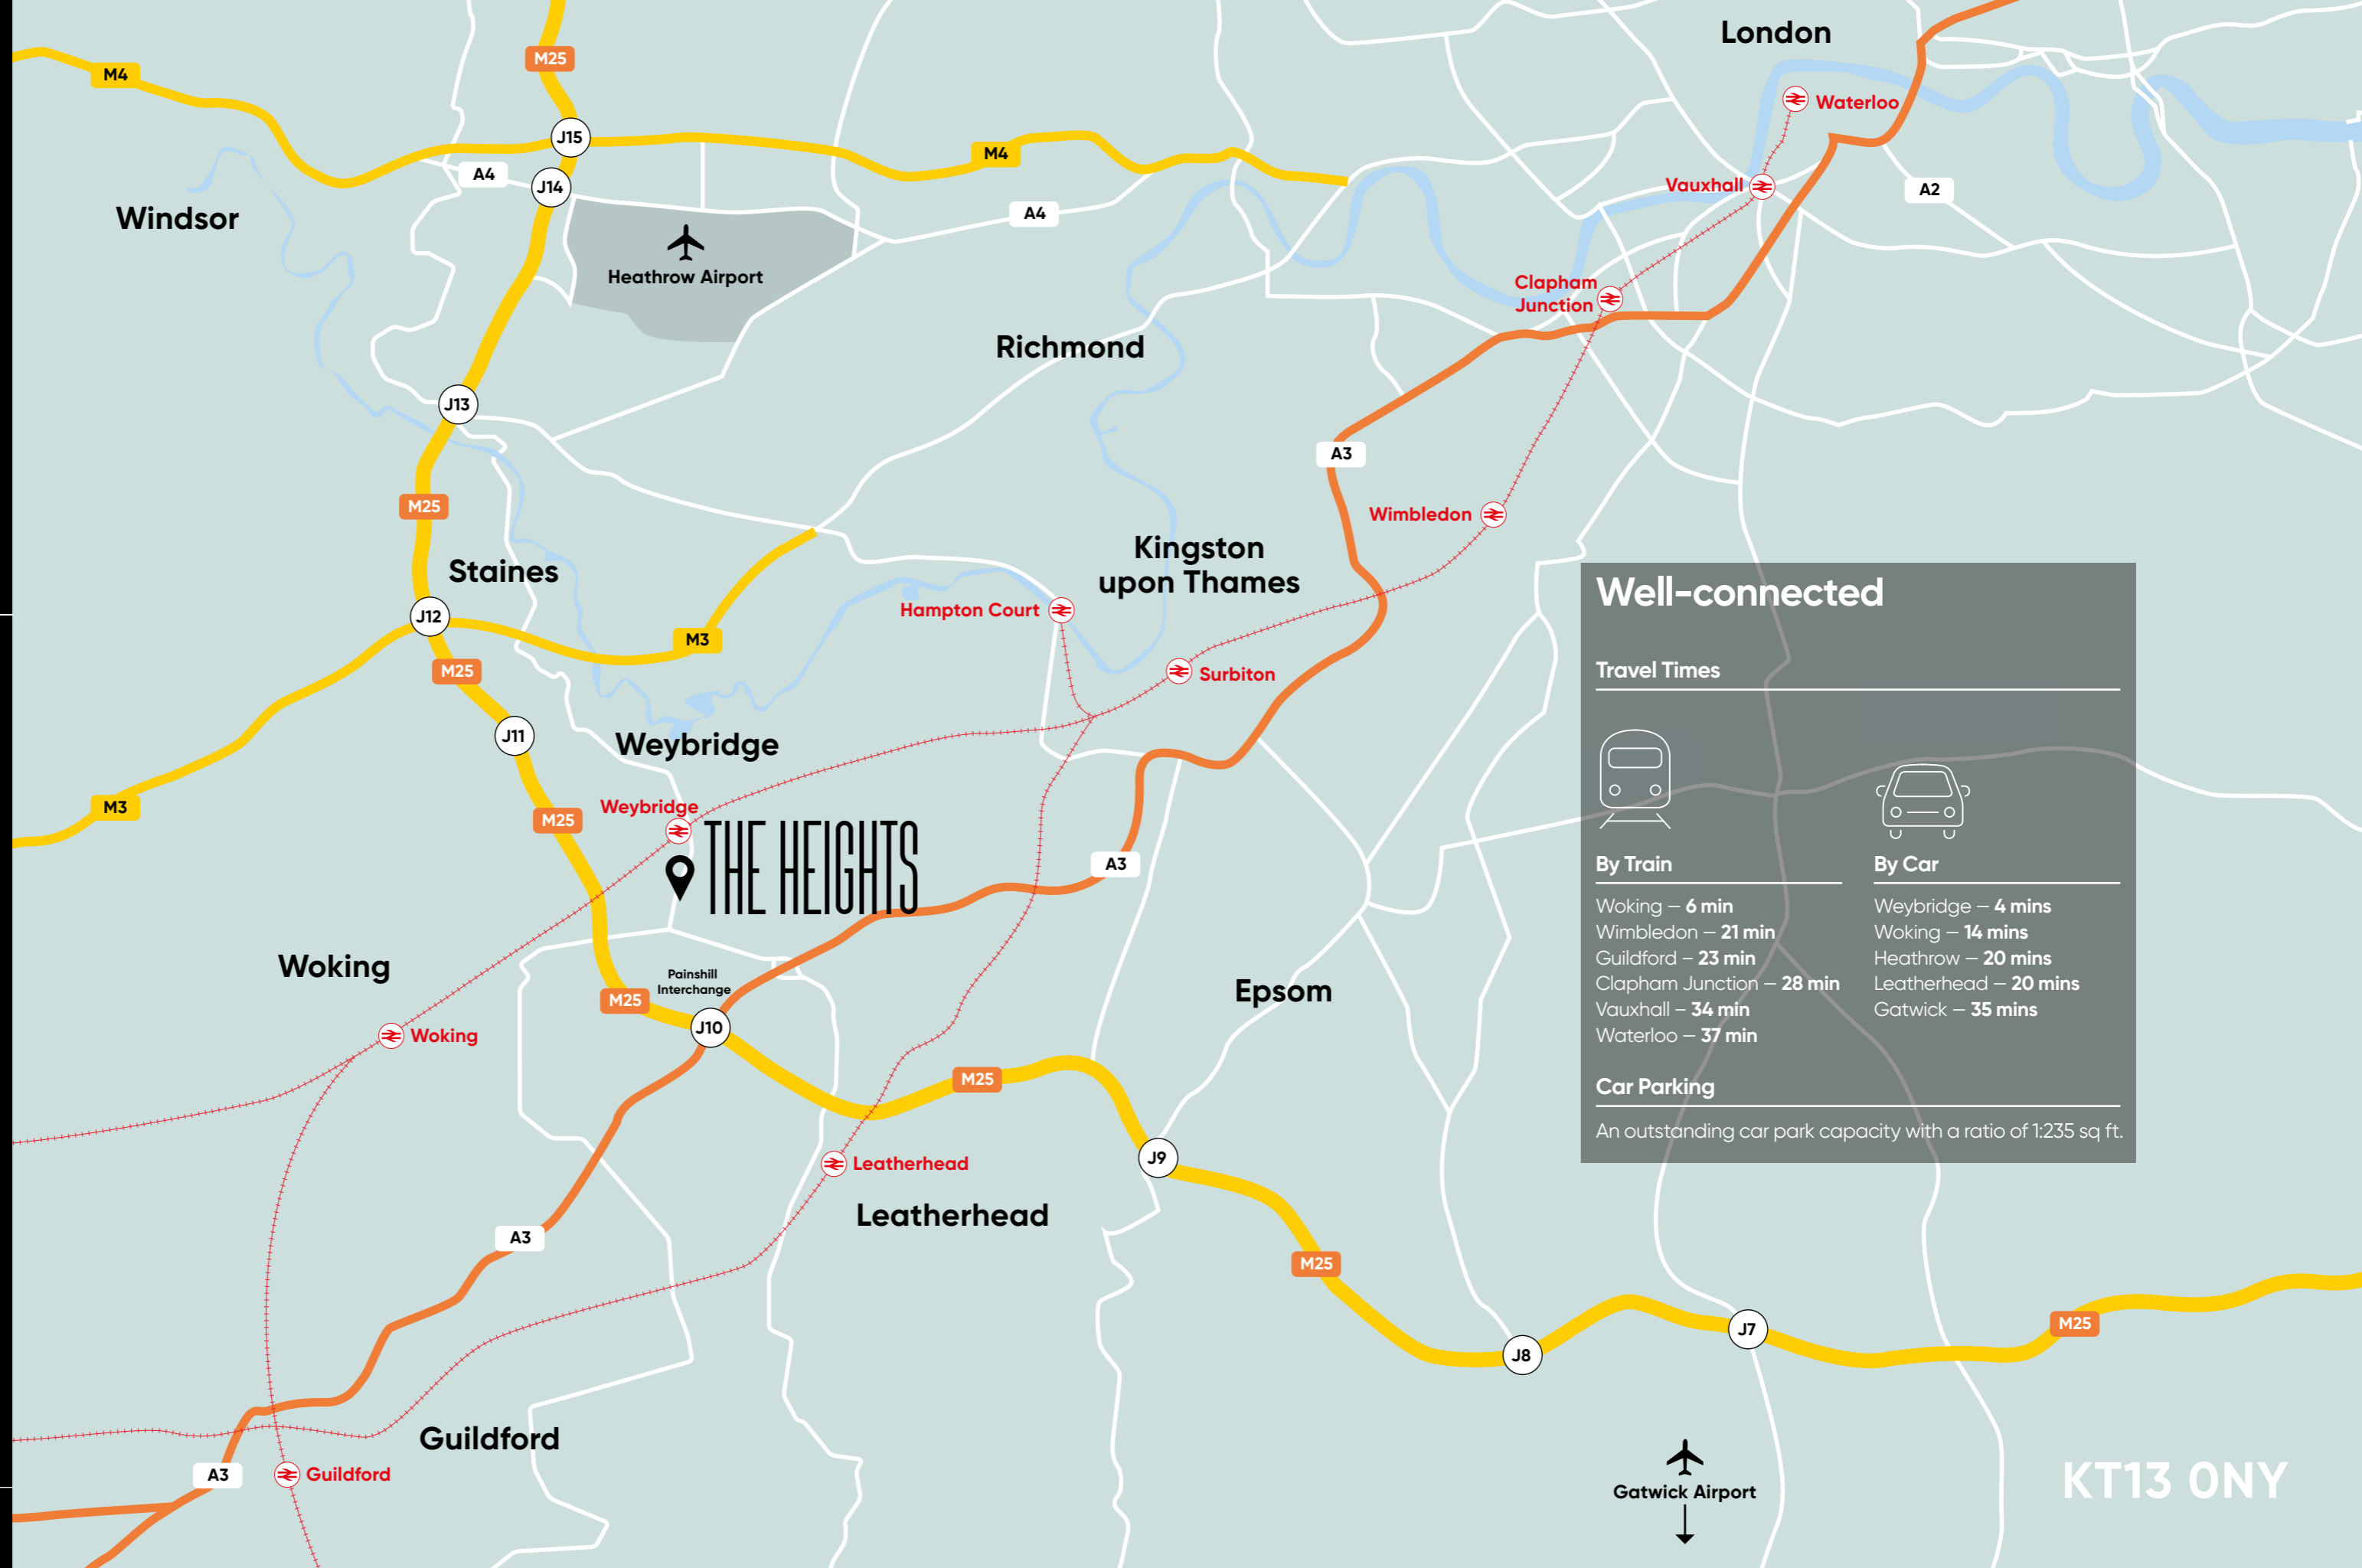 London
M25
M4
Waterloo
J15
M4
A4
J14
Vauxhall
A2
Windsor
A4
Heathrow Airport
Clapham
Junction
Richmond
J13
A3
M25
Wimbledon
Kingston
upon Thames
Staines
Hampton Court
J12
M3
M25
Surbiton
J11
Weybridge
M3
Weybridge
M25
THE HEIGHTS
A3
Woking
Painshill
Interchange
M25
Epsom
J10
Woking
M25
J9
Leatherhead
Leatherhead
A3
M25
M25
J7
J8
Guildford
A3
Guildford
Gatwick Airport
Well-connected
Travel Times
By Train
Woking – 6 min
Wimbledon – 21 min
Guildford – 23 min
Clapham Junction – 28 min
Vauxhall – 34 min
Waterloo – 37 min
By Car
Weybridge – 4 mins
Woking – 14 mins
Heathrow – 20 mins
Leatherhead – 20 mins
Gatwick – 35 mins
Car Parking
An outstanding car park capacity with a ratio of 1:235 sq ft.
KT13 0NY